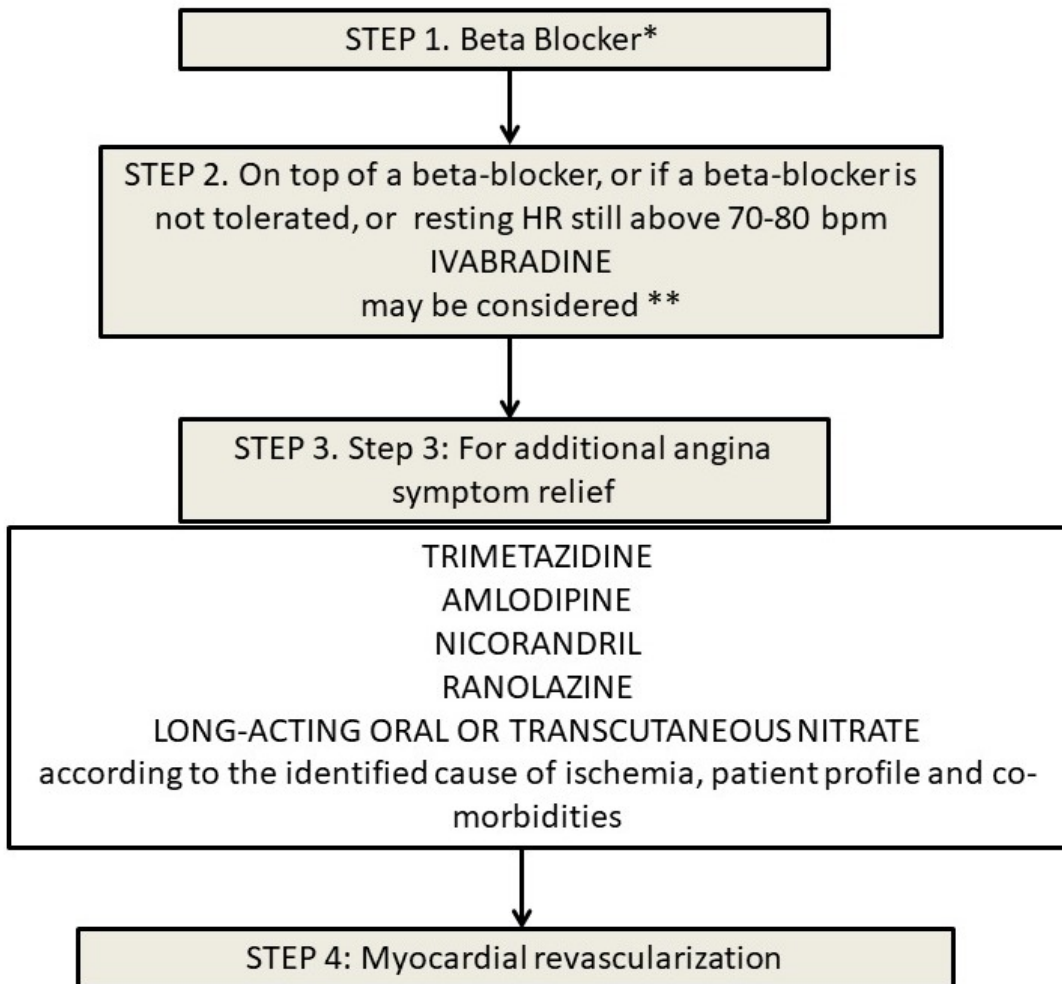 STEP 1. Beta Blocker*
STEP 2. On top of a beta-blocker, or if a beta-blocker is
not tolerated, or resting HR still above 70-80 bpm
IVABRADINE
may be considered **
STEP 3. Step 3: For additional angina
symptom relief
TRIMETAZIDINE
AMLODIPINE
NICORANDRIL
RANOLAZINE
LONG-ACTING ORAL OR TRANSCUTANEOUS NITRATE
according to the identified cause of ischemia, patient profile and co-
morbidities
STEP 4: Myocardial revascularization